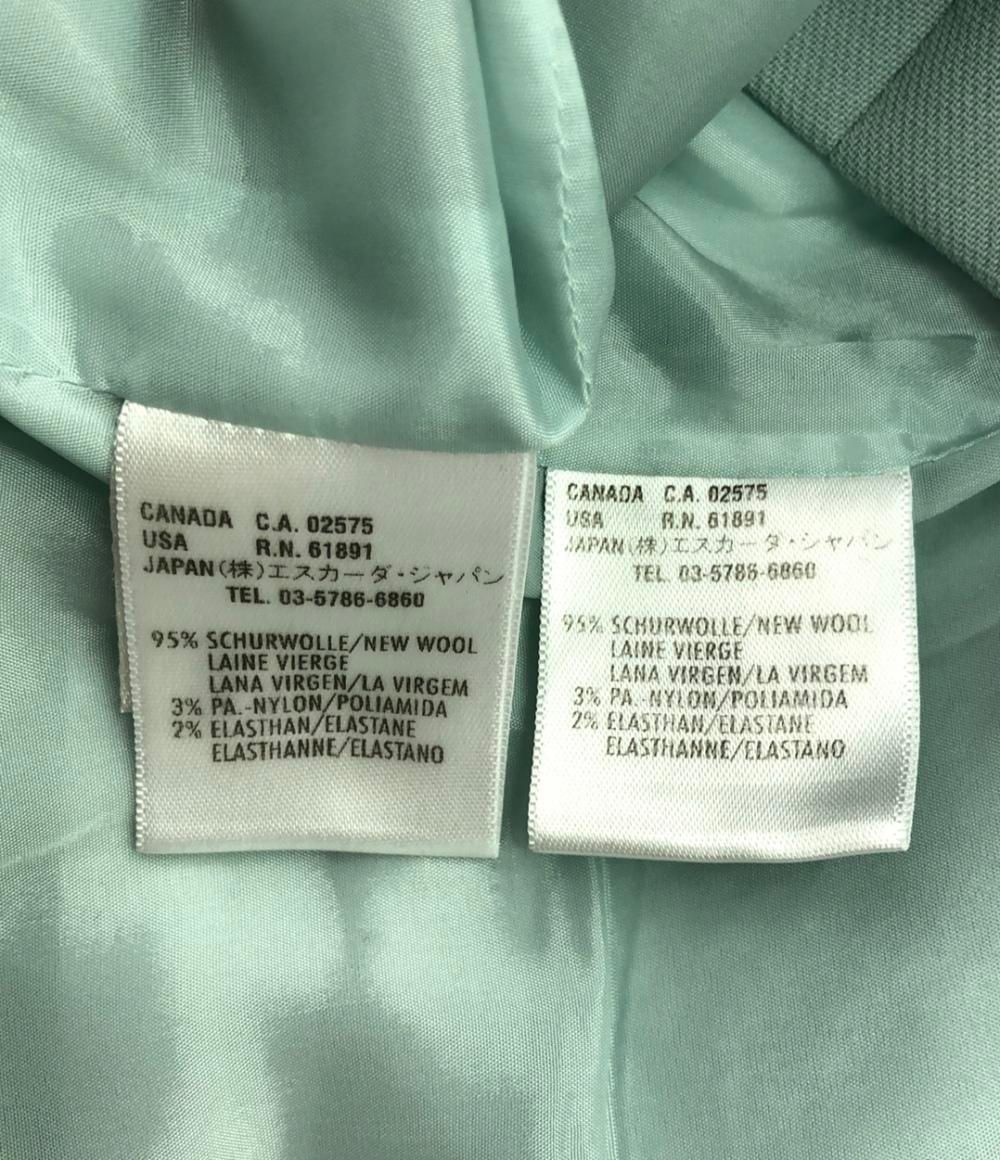 CANADA C.A. 02575
USA R.N. 61891
JAPAN(株)エスカーダ・ジャパン
TEL. 03-5786-6860
95% SCHURWOLLE/NEW WOOL
LAINE VIERGE
LANA VIRGEN/LA VIRGEM
3% PA.-NYLON/POLIAMIDA
2% ELASTHAN/ELASTANE
ELASTHANNE/ELASTANO
CANADA C.A. 02575
USA R.N. 61891
JAPAN(株)エスカーダ・ジャパン
TEL. 03-5786-6860
95% SCHURWOLLE/NEW WOOL
LAINE VIERGE
LANA VIRGEN/LA VIRGEM
3% PA.-NYLON/POLIAMIDA
2% ELASTHAN/ELASTANE
ELASTHANNE/ELASTANO